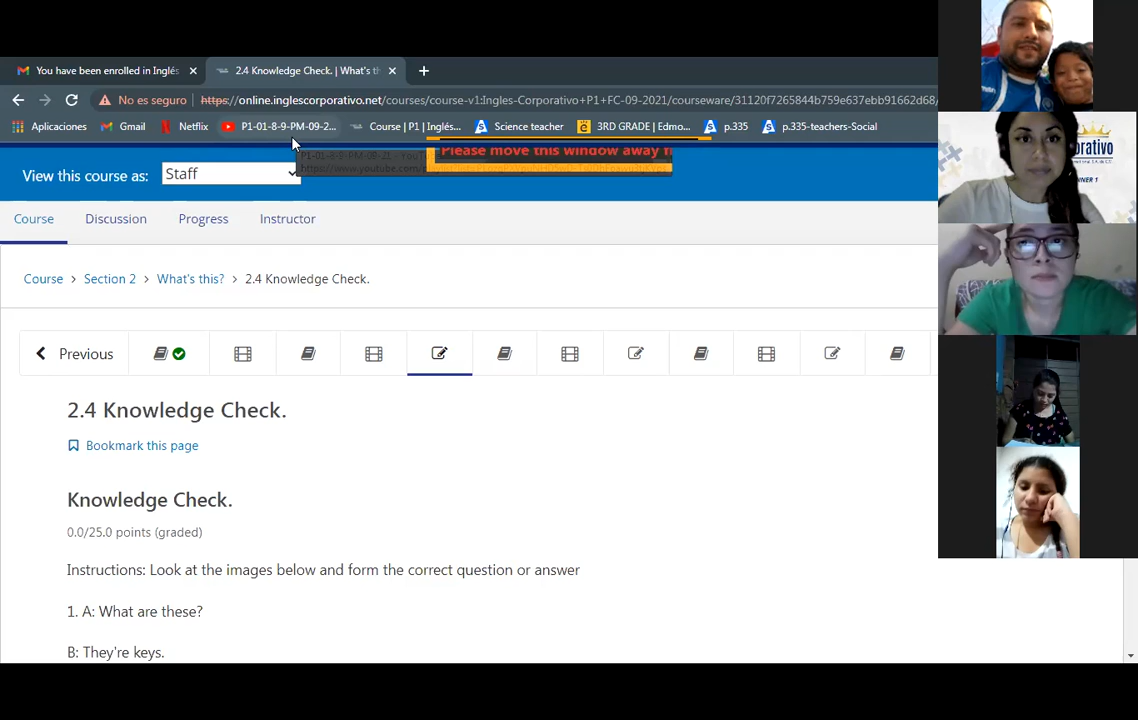 You have been enrolled in Inglés
2.4 Knowledge Check. | What's th
No es seguro
https://online.inglescorporativo.net/courses/course-v1:Ingles-Corporativo+P1+FC-09-2021/courseware/31120f7265844b759e637ebb91662d68/
Aplicaciones
Gmail
Netflix
P1-01-8-9-PM-09-2...
Course | P1 | Inglés...
Science teacher
3RD GRADE | Edmo...
p.335
p.335-teachers-Social
Please move this window away f
View this course as:
Staff
orativo
NNER 1
Course
Discussion
Progress
Instructor
Course > Section 2 > What's this? > 2.4 Knowledge Check.
Previous
2.4 Knowledge Check.
Bookmark this page
Knowledge Check.
0.0/25.0 points (graded)
Instructions: Look at the images below and form the correct question or answer
1. A: What are these?
B: They're keys.